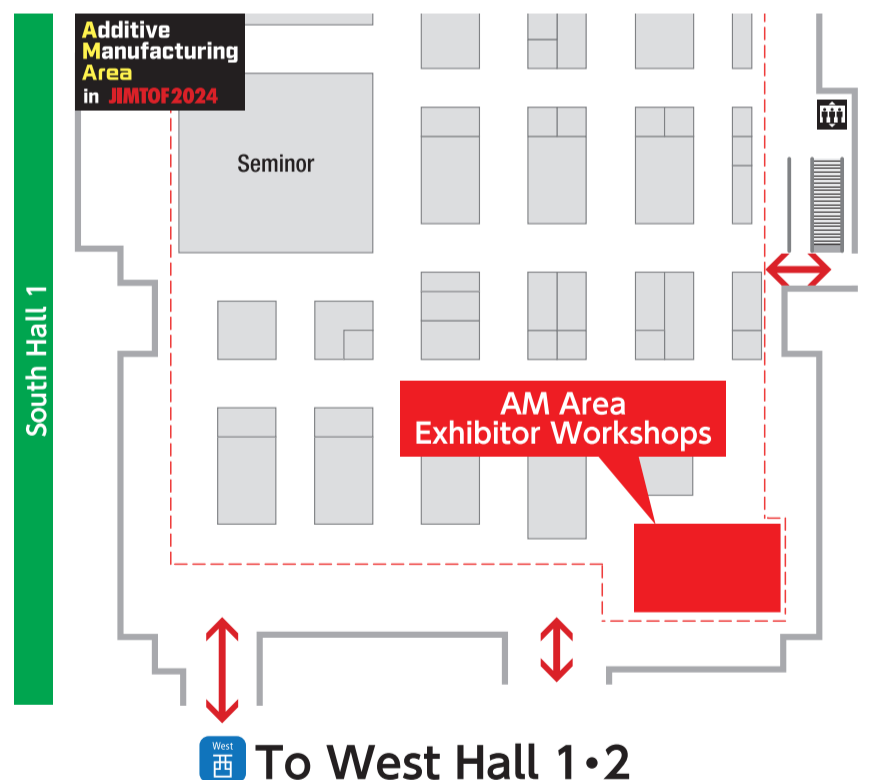 Additive
Manufacturing
Area
in JIMTOF2024
Seminor
South Hall 1
AM Area
Exhibitor Workshops
West
西
To West Hall 1・2